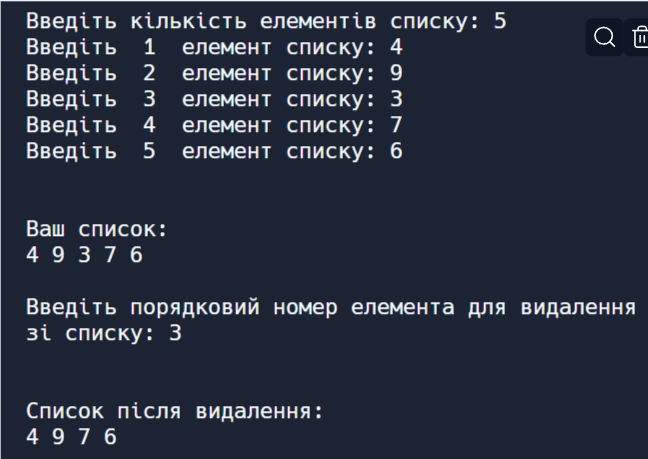 Введіть кількість елементів списку: 5
Введіть  1  елемент списку: 4
Введіть  2  елемент списку: 9
Введіть  3  елемент списку: 3
Введіть  4  елемент списку: 7
Введіть  5  елемент списку: 6
Ваш список:
4 9 3 7 6
Введіть порядковий номер елемента для видалення
зі списку: 3
Список після видалення:
4 9 7 6